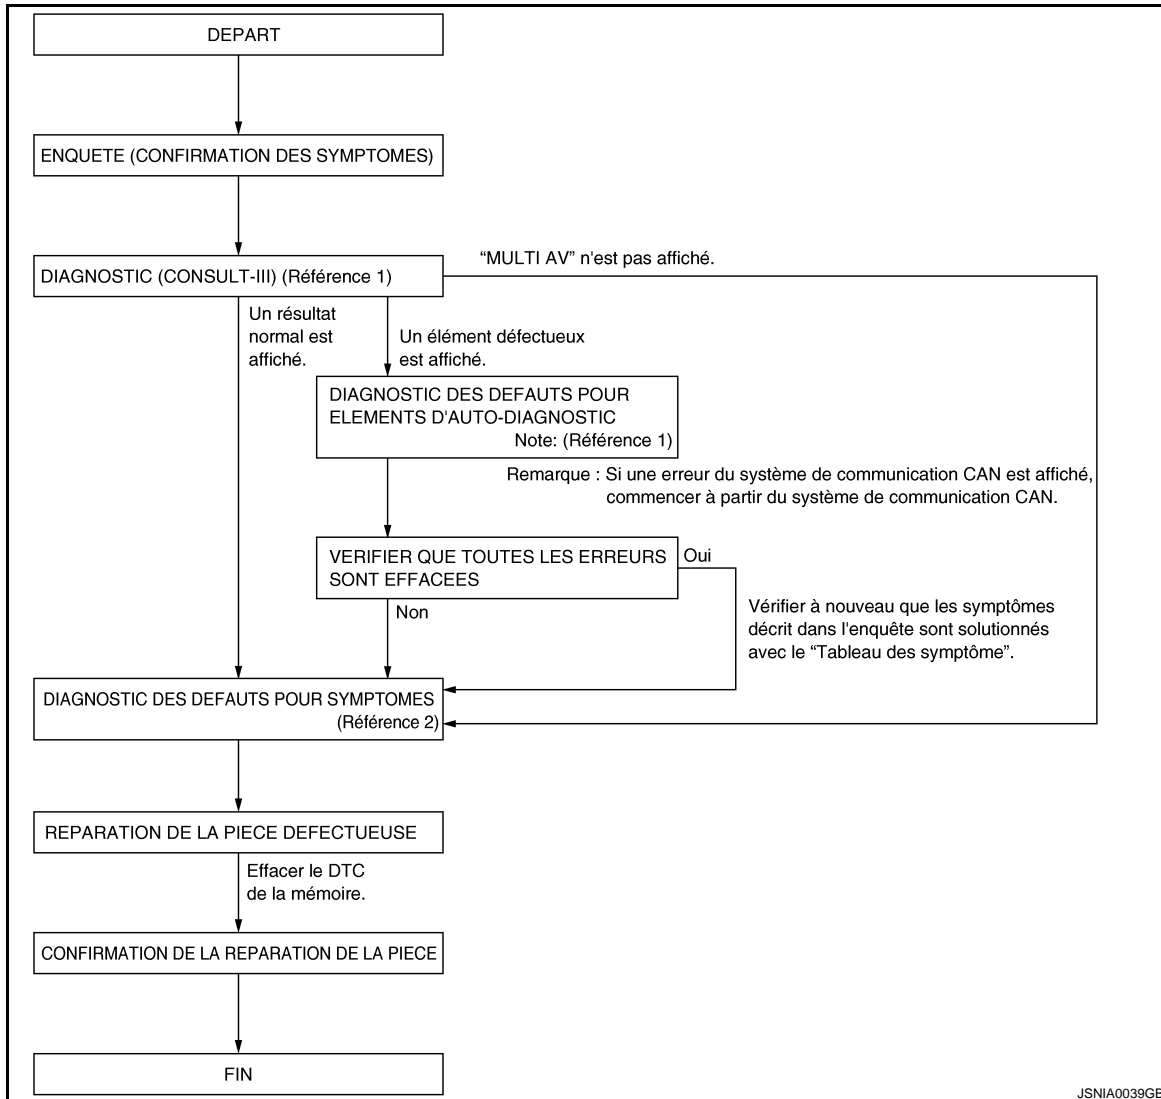 DEPART
ENQUETE (CONFIRMATION DES SYMPTOMES)
“MULTI AV” n'est pas affiché.
DIAGNOSTIC (CONSULT-III) (Référence 1)
Un résultat
normal est
affiché.
Un élément défectueux
est affiché.
DIAGNOSTIC DES DEFAUTS POUR
ELEMENTS D'AUTO-DIAGNOSTIC
Note: (Référence 1)
Remarque : Si une erreur du système de communication CAN est affiché,
commencer à partir du système de communication CAN.
VERIFIER QUE TOUTES LES ERREURS
SONT EFFACEES
Oui
Non
Vérifier à nouveau que les symptômes
décrit dans l'enquête sont solutionnés
avec le “Tableau des symptôme”.
DIAGNOSTIC DES DEFAUTS POUR SYMPTOMES
(Référence 2)
REPARATION DE LA PIECE DEFECTUEUSE
Effacer le DTC
de la mémoire.
CONFIRMATION DE LA REPARATION DE LA PIECE
FIN
JSNIA0039GB